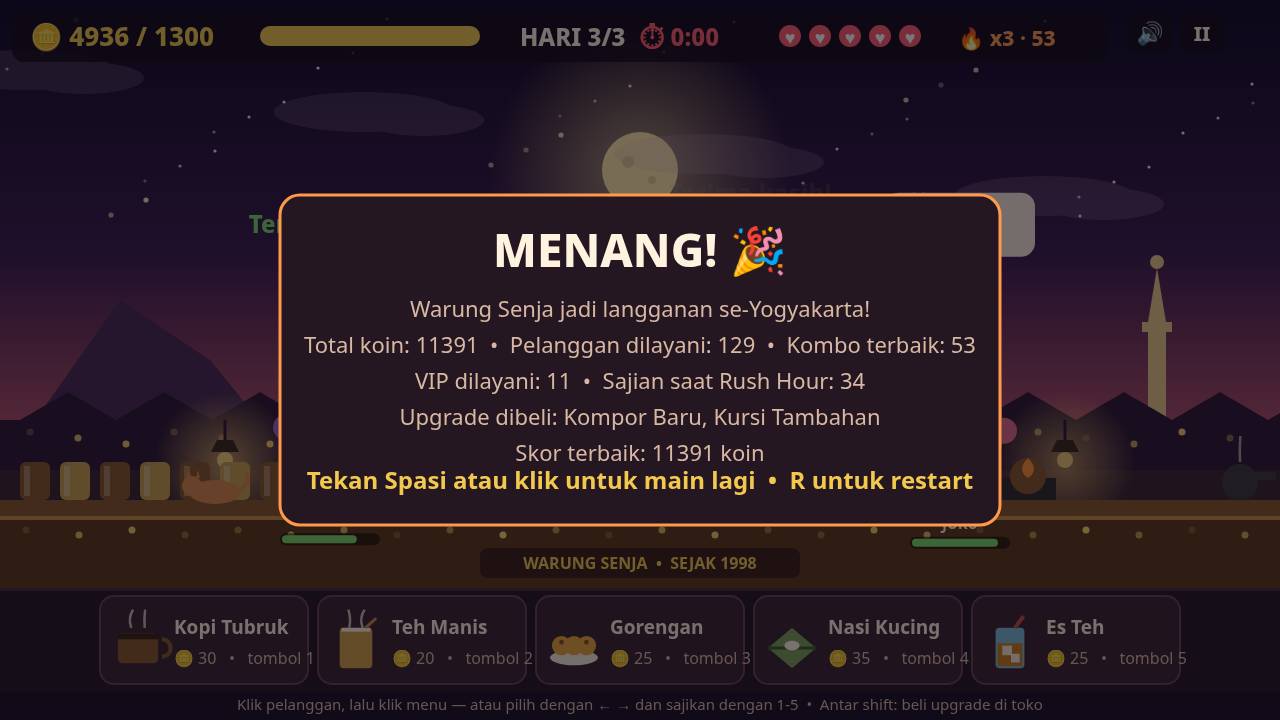 4936 / 1300
HARI 3/3 0:00
x3 · 53
II
MENANG!
Warung Senja jadi langganan se-Yogyakarta!
Total koin: 11391 • Pelanggan dilayani: 129 • Kombo terbaik: 53
VIP dilayani: 11 • Sajian saat Rush Hour: 34
Upgrade dibeli: Kompor Baru, Kursi Tambahan
Skor terbaik: 11391 koin
Tekan Spasi atau klik untuk main lagi • R untuk restart
WARUNG SENJA • SEJAK 1998
Kopi Tubruk
30 • tombol 1
Teh Manis
20 • tombol 2
Gorengan
25 • tombol 3
Nasi Kucing
35 • tombol 4
Es Teh
25 • tombol 5
Klik pelanggan, lalu klik menu — atau pilih dengan ← → dan sajikan dengan 1-5 • Antar shift: beli upgrade di toko